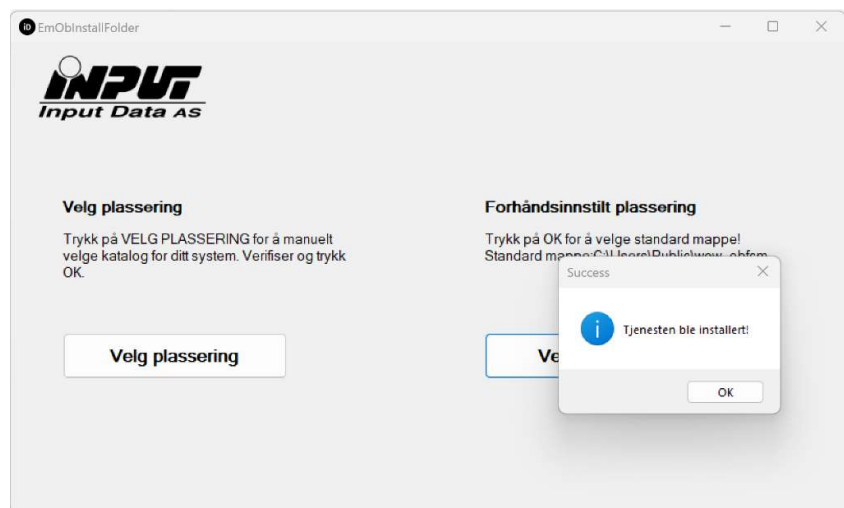 EmObInstallFolder
INPUT
Input Data AS
Velg plassering
Trykk på VELG PLASSERING for å manuelt
velge katalog for ditt system. Verifiser og trykk
OK.
Velg plassering
Forhåndsinnstilt plassering
Trykk på OK for å velge standard mappe!
Standard
Success
Tjenesten ble installert!
OK